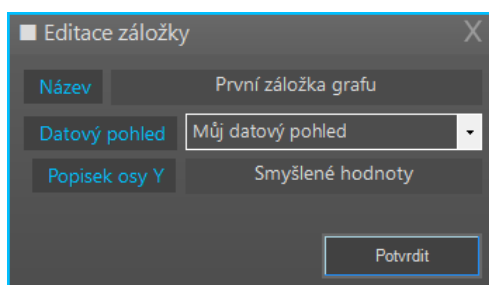 Editace záložky X
Název První záložka grafu
Datový pohled Můj datový pohled
Popisek osy Y Smyšlené hodnoty
Potvrdit